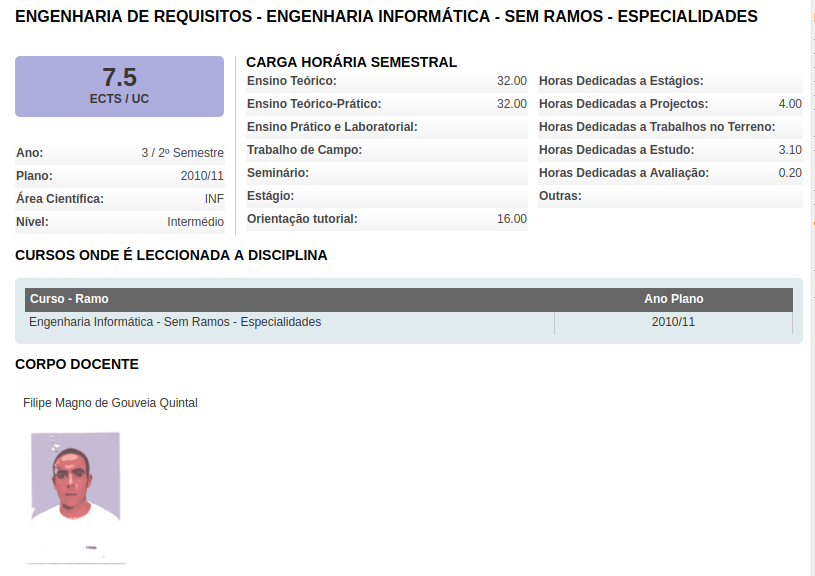 ENGENHARIA DE REQUISITOS - ENGENHARIA INFORMÁTICA - SEM RAMOS - ESPECIALIDADES
7.5
ECTS / UC
Ano: 3 / 2º Semestre
Plano: 2010/11
Área Científica: INF
Nível: Intermédio
CARGA HORÁRIA SEMESTRAL
Ensino Teórico: 32.00
Ensino Teórico-Prático: 32.00
Ensino Prático e Laboratorial:
Trabalho de Campo:
Seminário:
Estágio:
Orientação tutorial: 16.00
Horas Dedicadas a Estágios:
Horas Dedicadas a Projectos: 4.00
Horas Dedicadas a Trabalhos no Terreno:
Horas Dedicadas a Estudo: 3.10
Horas Dedicadas a Avaliação: 0.20
Outras:
CURSOS ONDE É LECCIONADA A DISCIPLINA
Curso - Ramo Ano Plano
Engenharia Informática - Sem Ramos - Especialidades 2010/11
CORPO DOCENTE
Filipe Magno de Gouveia Quintal